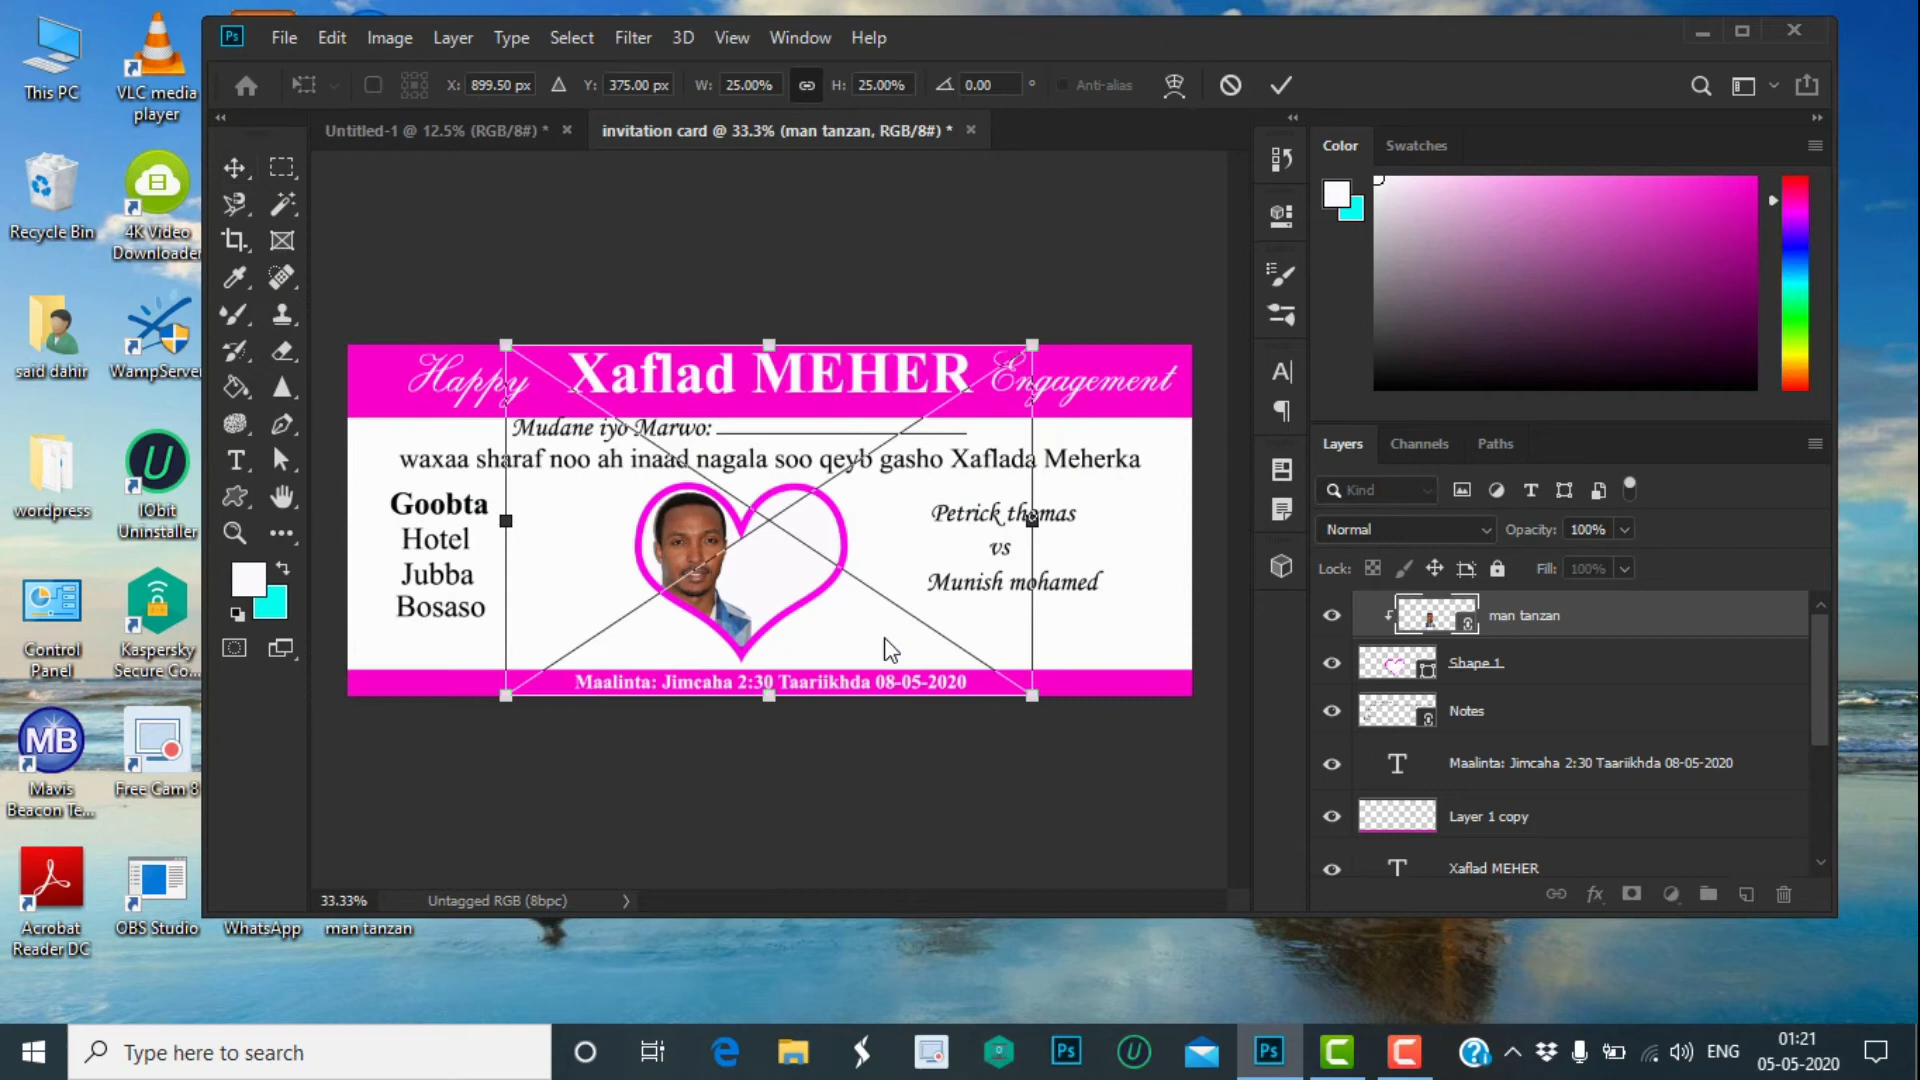 This PC
VLC media player
Recycle Bin
4K Video Downloader
said dahir
WampServer
wordpress
IObit Uninstaller
Control Panel
Kaspersky Secure Co...
MB
Mavis Beacon Te...
Free Cam 8
Acrobat Reader DC
OBS Studio
WhatsApp
man tanzan
Ps
File Edit Image Layer Type Select Filter 3D View Window Help
X: 899.50 px Y: 375.00 px W: 25.00% H: 25.00% 0.00 ° Anti-alias
Untitled-1 @ 12.5% (RGB/8#) *
invitation card @ 33.3% (man tanzan, RGB/8#) *
Happy Xaflad MEHER Engagement
Mudane iyo Marwo:
waxaa sharaf noo ah inaad nagala soo qeyb gasho Xaflada Meherka
Goobta
Hotel
Jubba
Bosaso
Petrick thomas
vs
Munish mohamed
Maalinta: Jimcaha 2:30 Taariikhda 08-05-2020
33.33%
Untagged RGB (8bpc)
Color Swatches
Layers Channels Paths
Kind
Normal Opacity: 100%
Lock: Fill: 100%
man tanzan
Shape 1
Notes
Maalinta: Jimcaha 2:30 Taariikhda 08-05-2020
Layer 1 copy
Xaflad MEHER
fx
Type here to search
Ps
Ps
ENG
01:21
05-05-2020